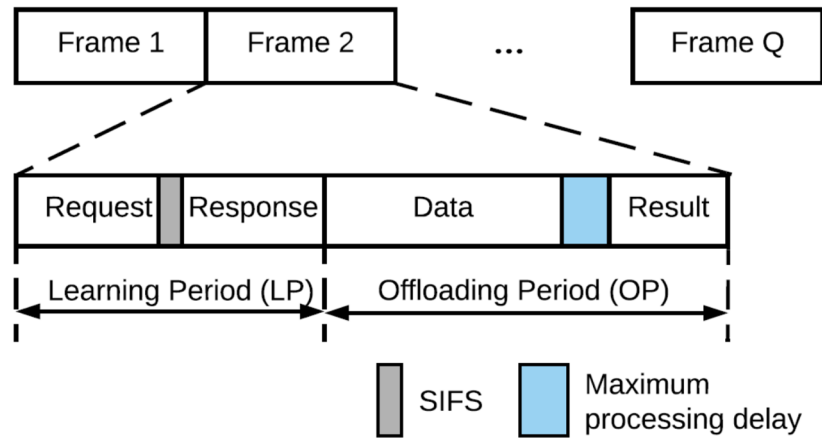 Frame 1 Frame 2 ... Frame Q
Request Response Data Result
Learning Period (LP) Offloading Period (OP)
SIFS
Maximum
processing delay